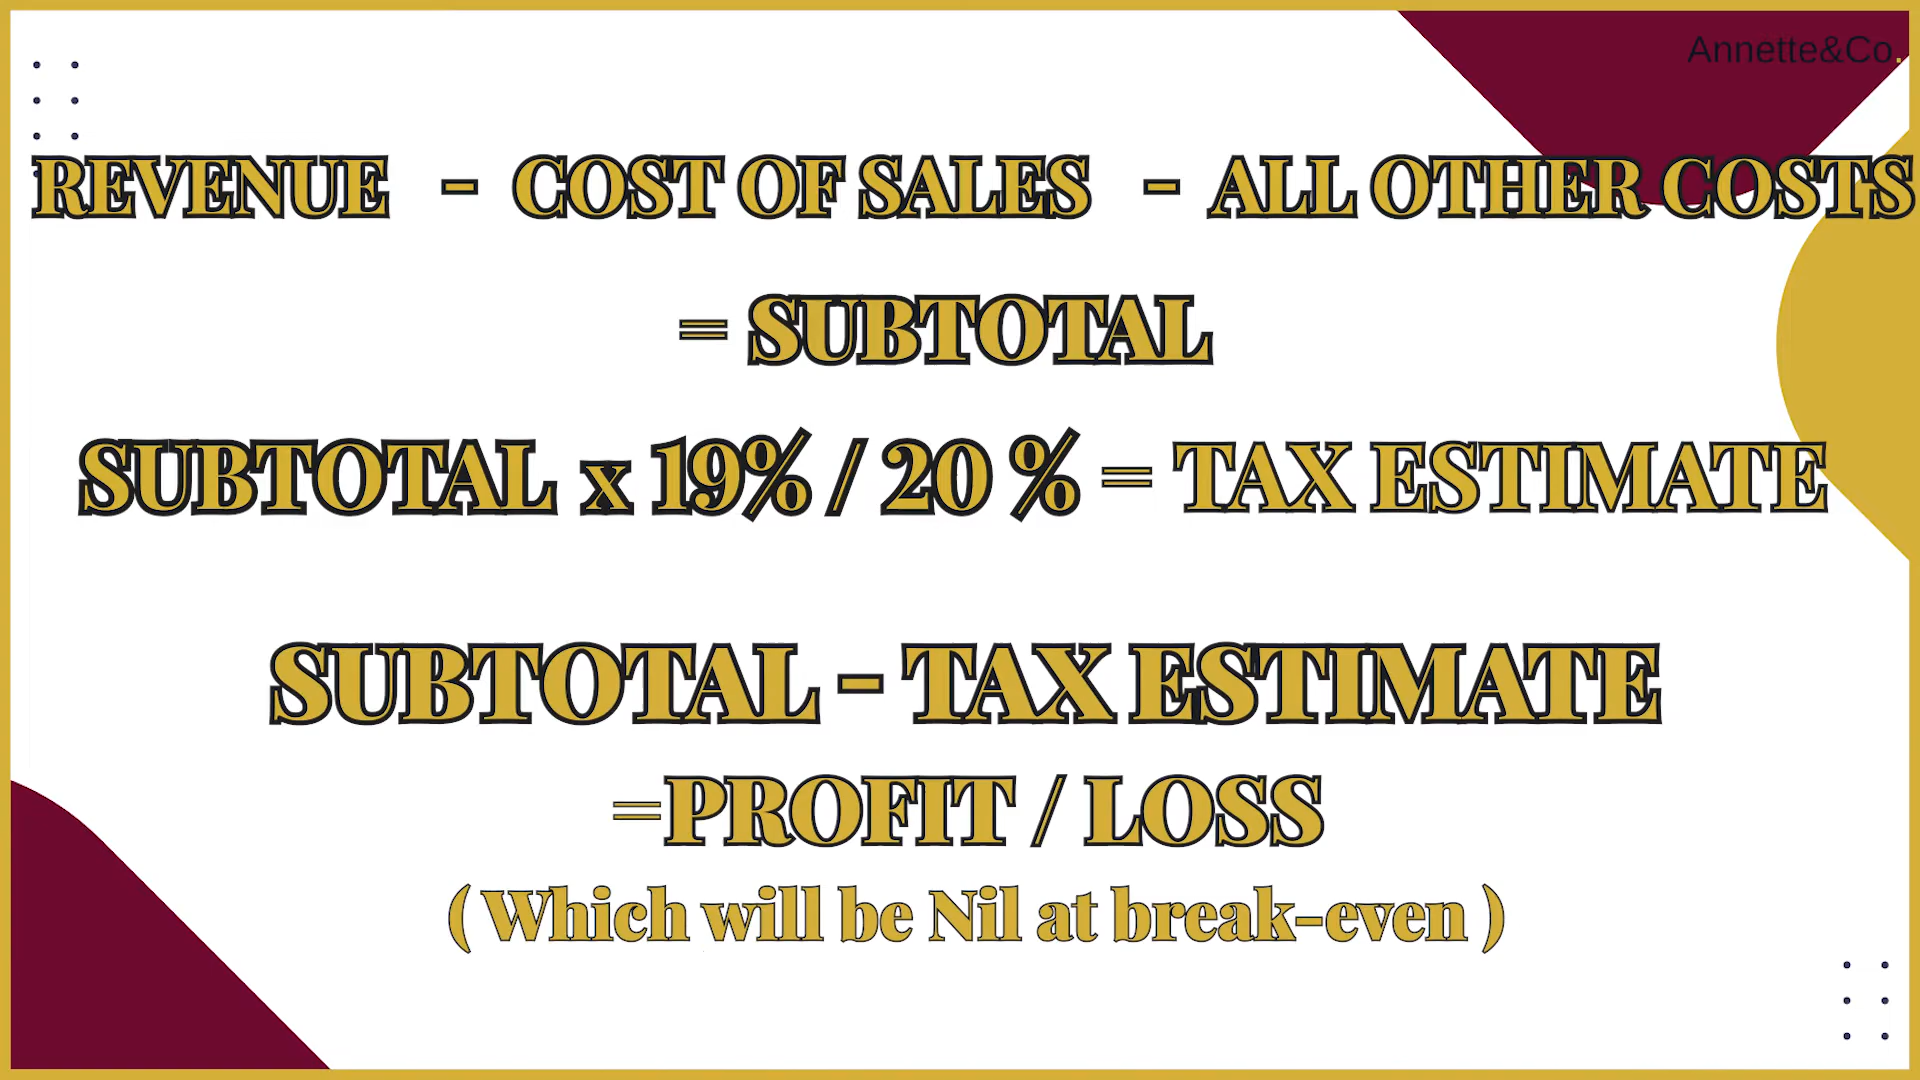 Annette&Co.
REVENUE - COST OF SALES - ALL OTHER COSTS
= SUBTOTAL
SUBTOTAL x 19% / 20 % = TAX ESTIMATE
SUBTOTAL - TAX ESTIMATE
=PROFIT / LOSS
( Which will be Nil at break-even )